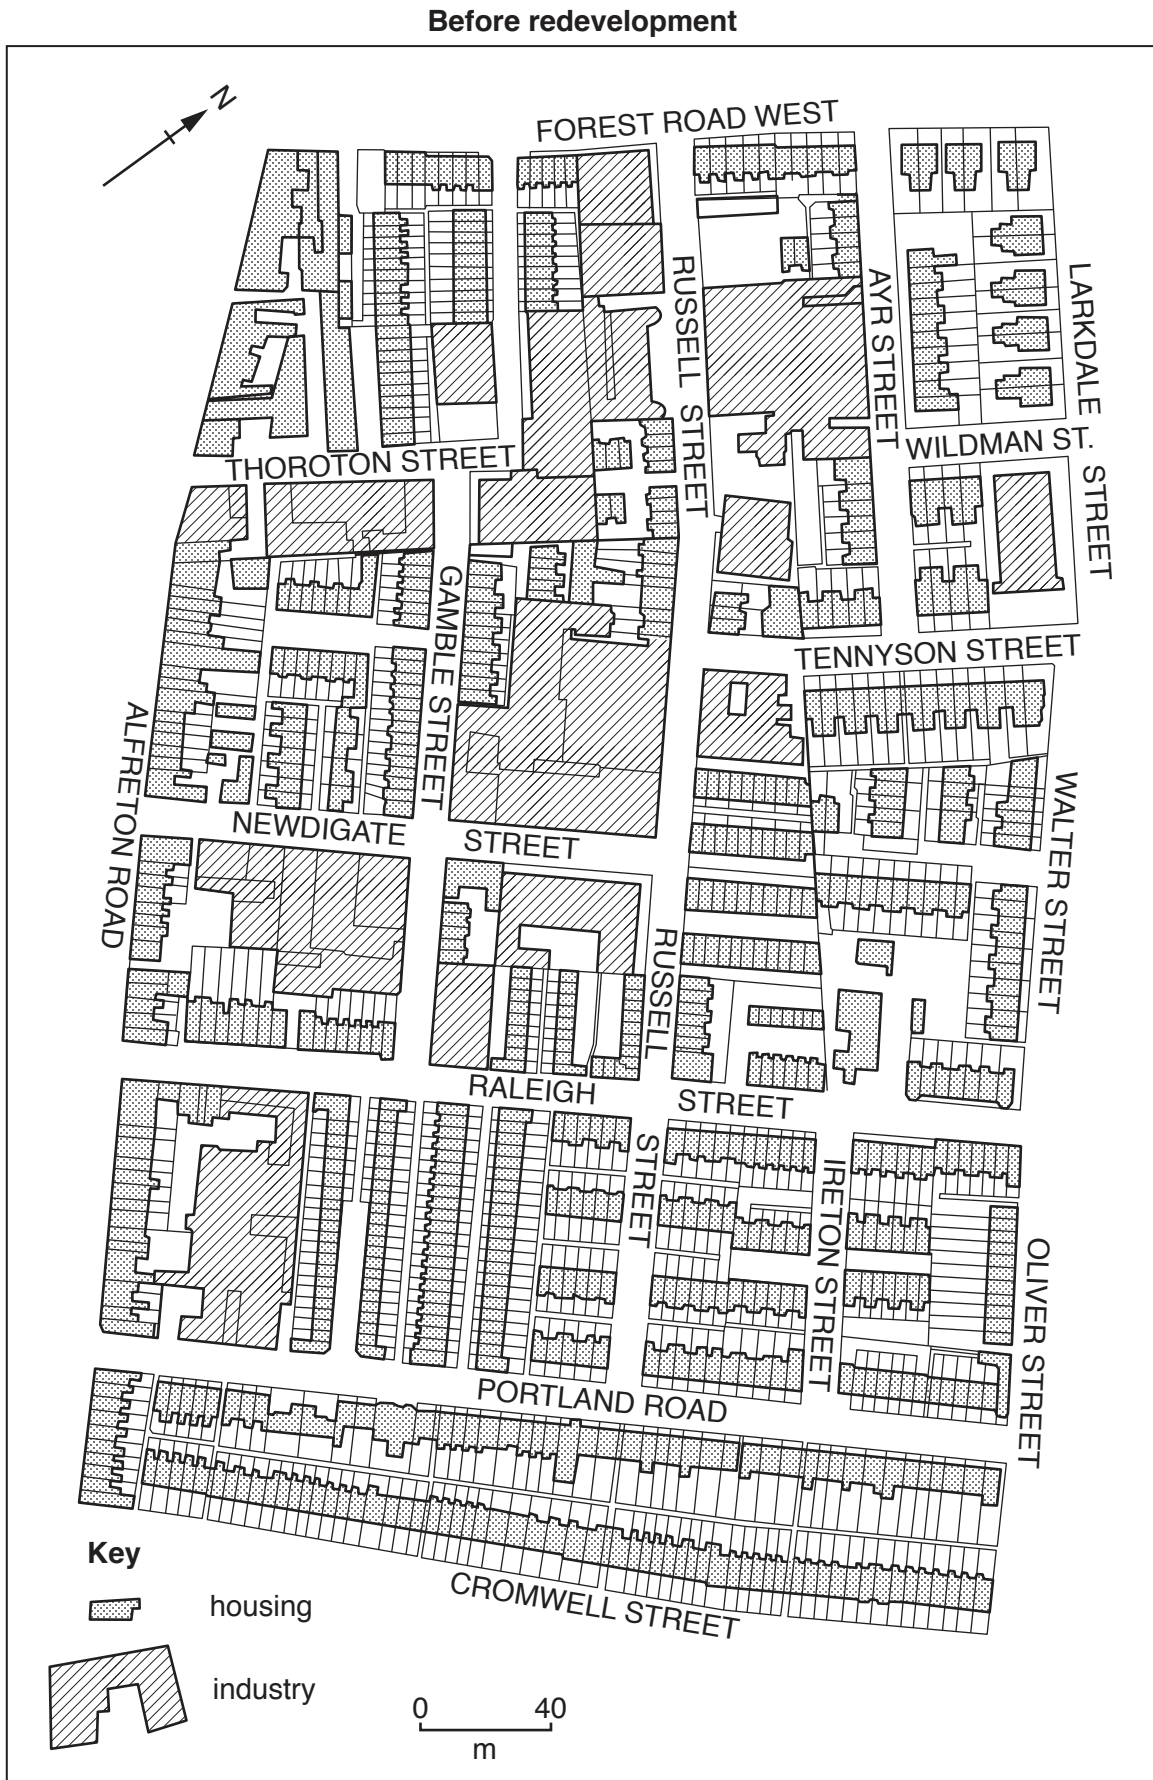 Before redevelopment
N
FOREST ROAD WEST
RUSSELL STREET
AYR STREET
LARKDALE STREET
WILDMAN ST.
THOROTON STREET
GAMBLE STREET
TENNYSON STREET
ALFRETON ROAD
NEWDIGATE STREET
WALTER STREET
RUSSELL STREET
RALEIGH STREET
IRETON STREET
OLIVER STREET
PORTLAND ROAD
CROMWELL STREET
Key
housing
industry
0 40
m